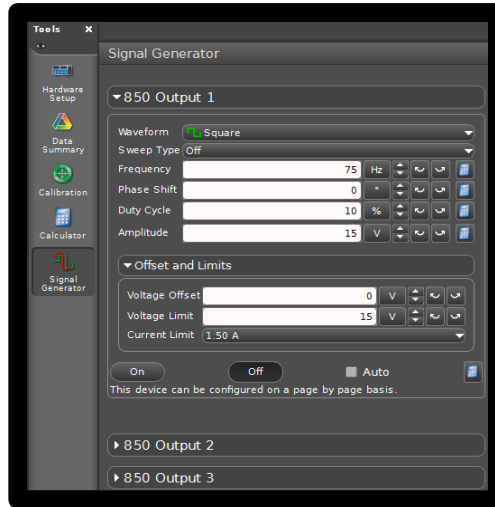 Tools ×
Signal Generator
Hardware
Setup
Data
Summary
Calibration
Calculator
Signal
Generator
850 Output 1
Waveform Square
Sweep Type Off
Frequency 75 Hz
Phase Shift 0 °
Duty Cycle 10 %
Amplitude 15 V
Offset and Limits
Voltage Offset 0 V
Voltage Limit 15 V
Current Limit 1.50 A
On Off Auto
This device can be configured on a page by page basis.
850 Output 2
850 Output 3